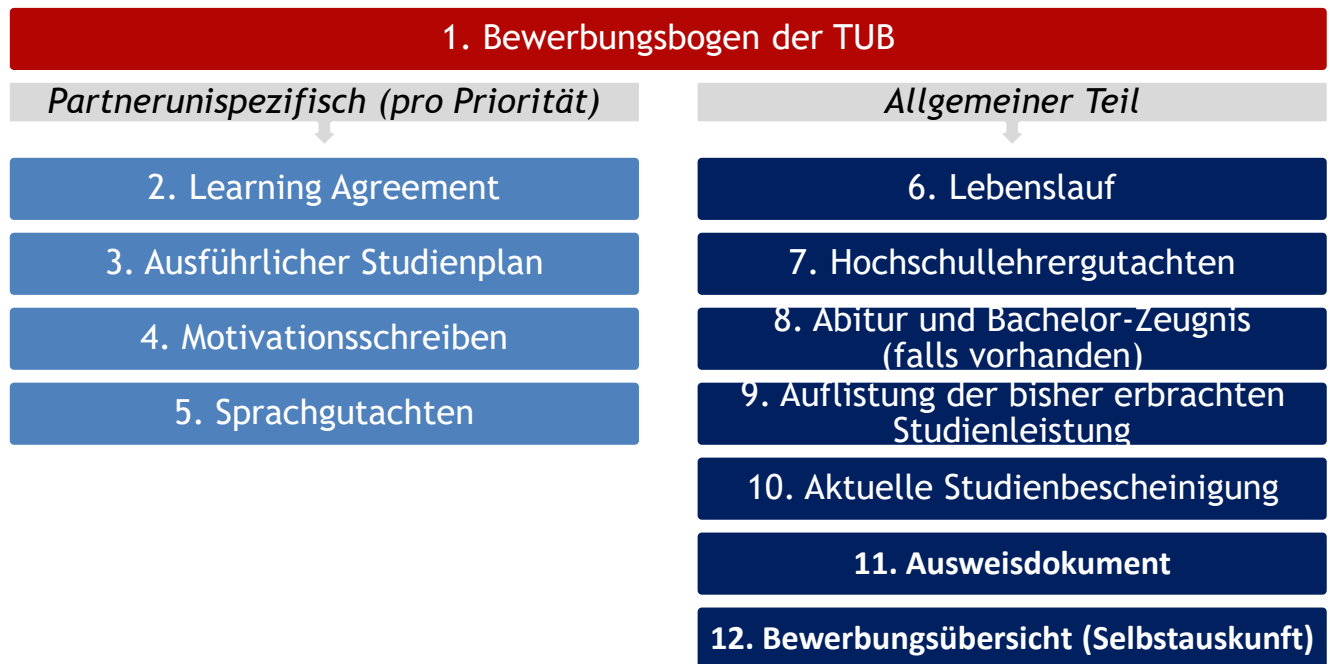 1. Bewerbungsbogen der TUB
Partnerunispezifisch (pro Priorität)
2. Learning Agreement
3. Ausführlicher Studienplan
4. Motivationsschreiben
5. Sprachgutachten
Allgemeiner Teil
6. Lebenslauf
7. Hochschullehrergutachten
8. Abitur und Bachelor-Zeugnis
(falls vorhanden)
9. Auflistung der bisher erbrachten
Studienleistung
10. Aktuelle Studienbescheinigung
11. Ausweisdokument
12. Bewerbungsübersicht (Selbstauskunft)